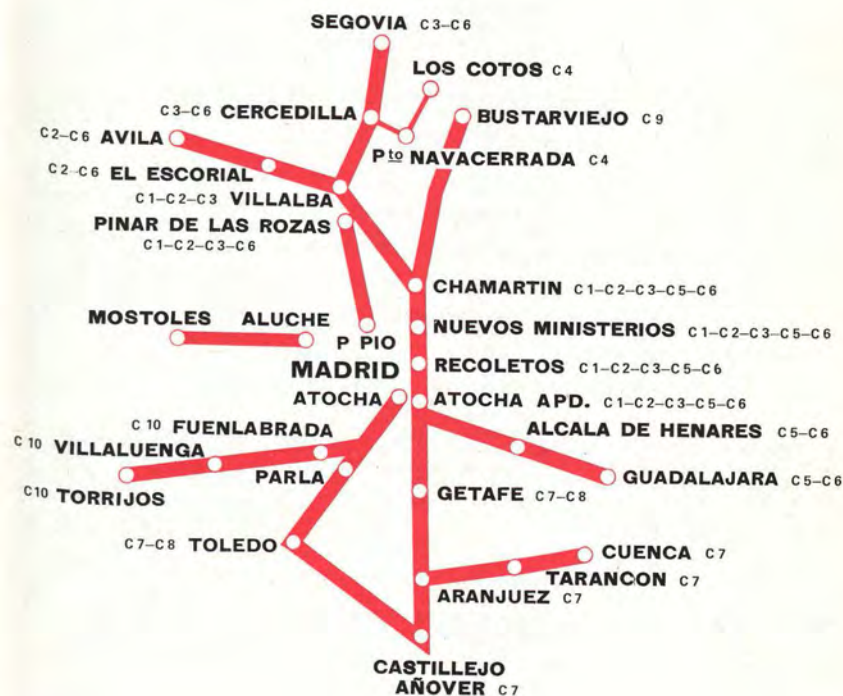 SEGOVIA C3–C6
LOS COTOS C4
C3–C6 CERCEDILLA
BUSTARVIEJO C9
C2–C6 AVILA
Pto NAVACERRADA C4
C2–C6 EL ESCORIAL
C1–C2–C3 VILLALBA
PINAR DE LAS ROZAS
C1–C2–C3–C6
CHAMARTIN C1–C2–C3–C5–C6
MOSTOLES ALUCHE
P PIO
NUEVOS MINISTERIOS C1–C2–C3–C5–C6
MADRID
RECOLETOS C1–C2–C3–C5–C6
ATOCHA
ATOCHA APD. C1–C2–C3–C5–C6
C10 FUENLABRADA
ALCALA DE HENARES C5–C6
C10 VILLALUENGA
PARLA
GUADALAJARA C5–C6
C10 TORRIJOS
GETAFE C7–C8
C7–C8 TOLEDO
CUENCA C7
TARANCON C7
ARANJUEZ C7
CASTILLEJO
AÑOVER C7